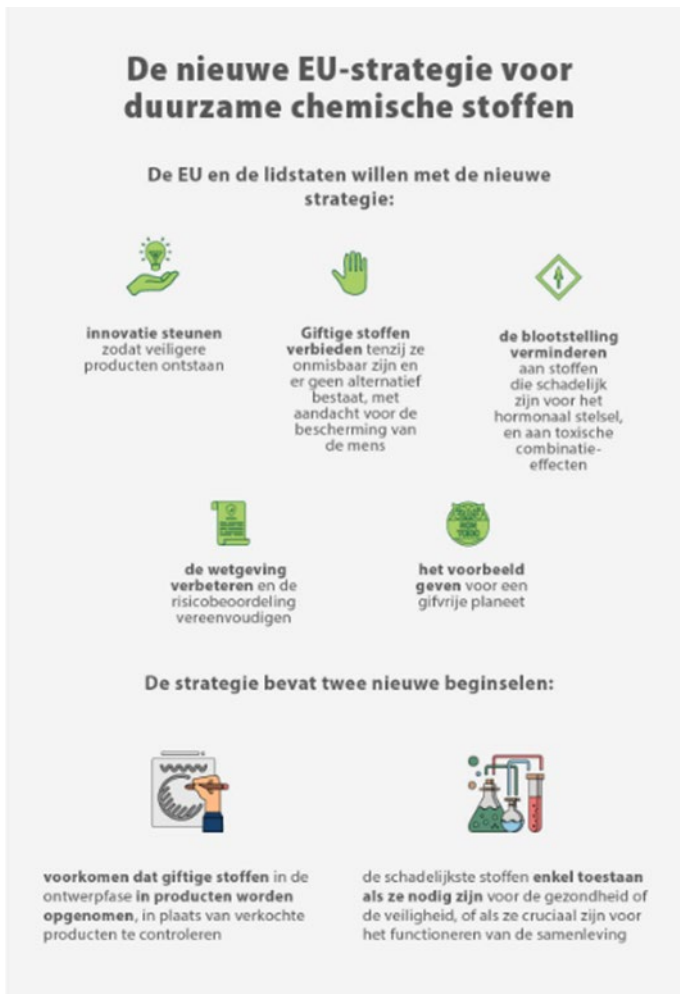 De nieuwe EU-strategie voor
duurzame chemische stoffen
De EU en de lidstaten willen met de nieuwe
strategie:
innovatie steunen
zodat veiligere
producten ontstaan
Giftige stoffen
verbieden tenzij ze
onmisbaar zijn en
er geen alternatief
bestaat, met
aandacht voor de
bescherming van
de mens
de blootstelling
verminderen
aan stoffen
die schadelijk
zijn voor het
hormonaal stelsel,
en aan toxische
combinatie-
effecten
de wetgeving
verbeteren en de
risicobeoordeling
vereenvoudigen
het voorbeeld
geven voor een
gifvrije planeet
De strategie bevat twee nieuwe beginselen:
voorkomen dat giftige stoffen in de
ontwerpfase in producten worden
opgenomen, in plaats van verkochte
producten te controleren
de schadelijkste stoffen enkel toestaan
als ze nodig zijn voor de gezondheid of
de veiligheid, of als ze cruciaal zijn voor
het functioneren van de samenleving